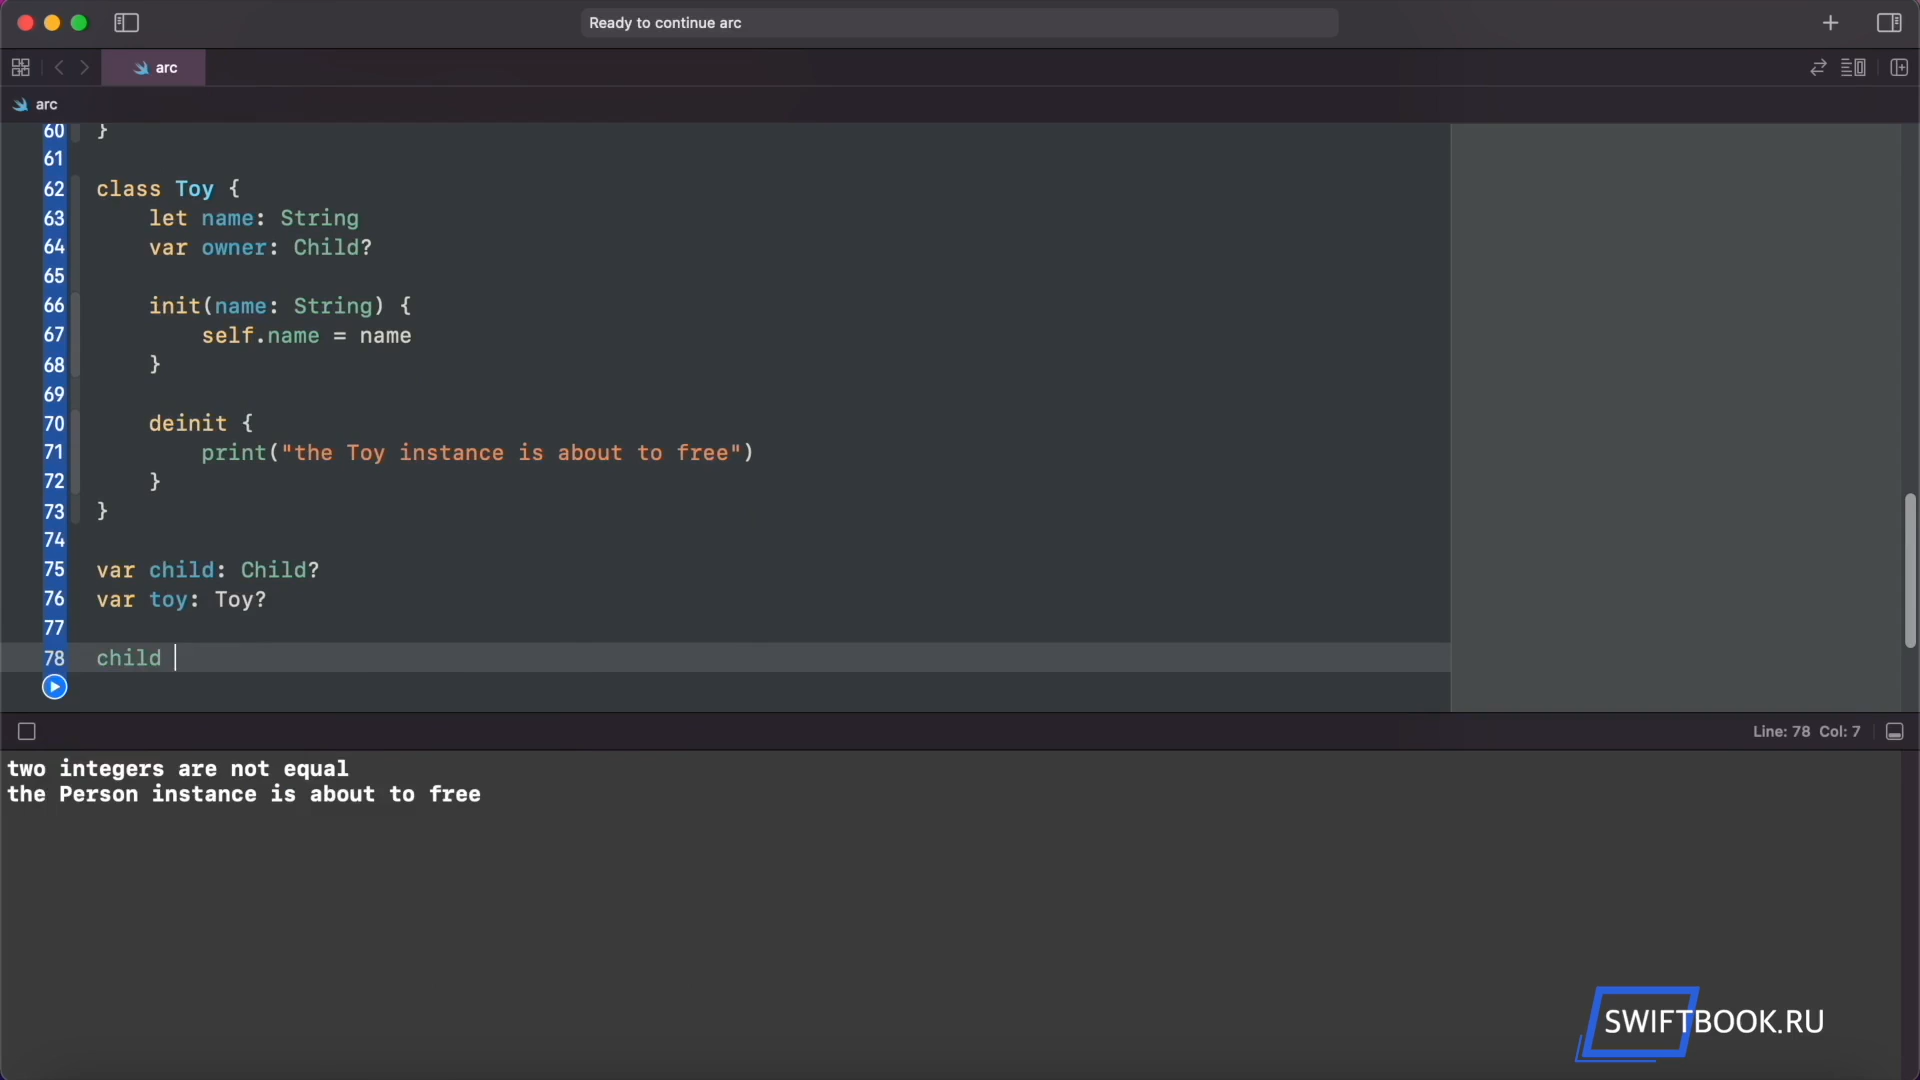 Ready to continue arc
arc
arc
60 }
61
62 class Toy {
63 let name: String
64 var owner: Child?
65
66 init(name: String) {
67 self.name = name
68 }
69
70 deinit {
71 print("the Toy instance is about to free")
72 }
73 }
74
75 var child: Child?
76 var toy: Toy?
77
78 child
Line: 78 Col: 7
two integers are not equal
the Person instance is about to free
SWIFTBOOK.RU